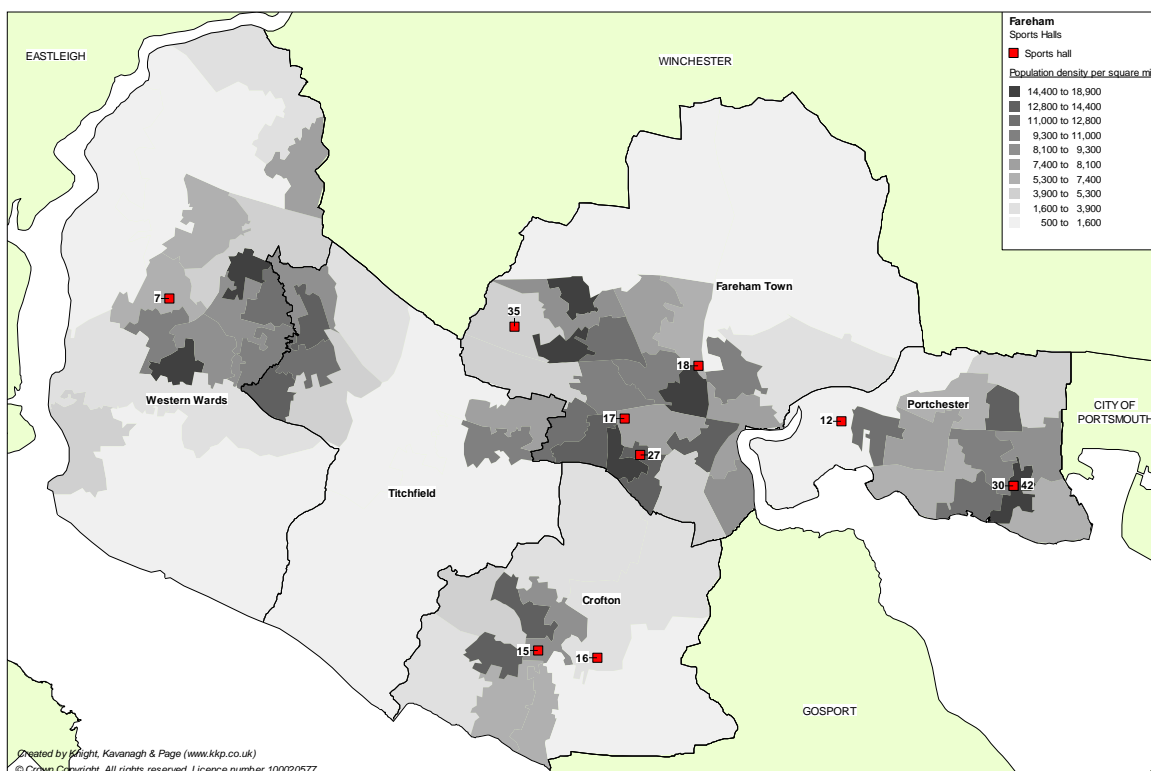 Fareham
Sports Halls
Sports hall
Population density per square mi
14,400 to 18,900
12,800 to 14,400
11,000 to 12,800
9,300 to 11,000
8,100 to 9,300
7,400 to 8,100
5,300 to 7,400
3,900 to 5,300
1,600 to 3,900
500 to 1,600
EASTLEIGH
WINCHESTER
Fareham Town
7
35
18
Western Wards
Portchester
CITY OF
PORTSMOUTH
17
12
27
Titchfield
30 42
Crofton
15
16
GOSPORT
Created by Knight, Kavanagh & Page (www.kkp.co.uk)
© Crown Copyright. All rights reserved. Licence number 100020577